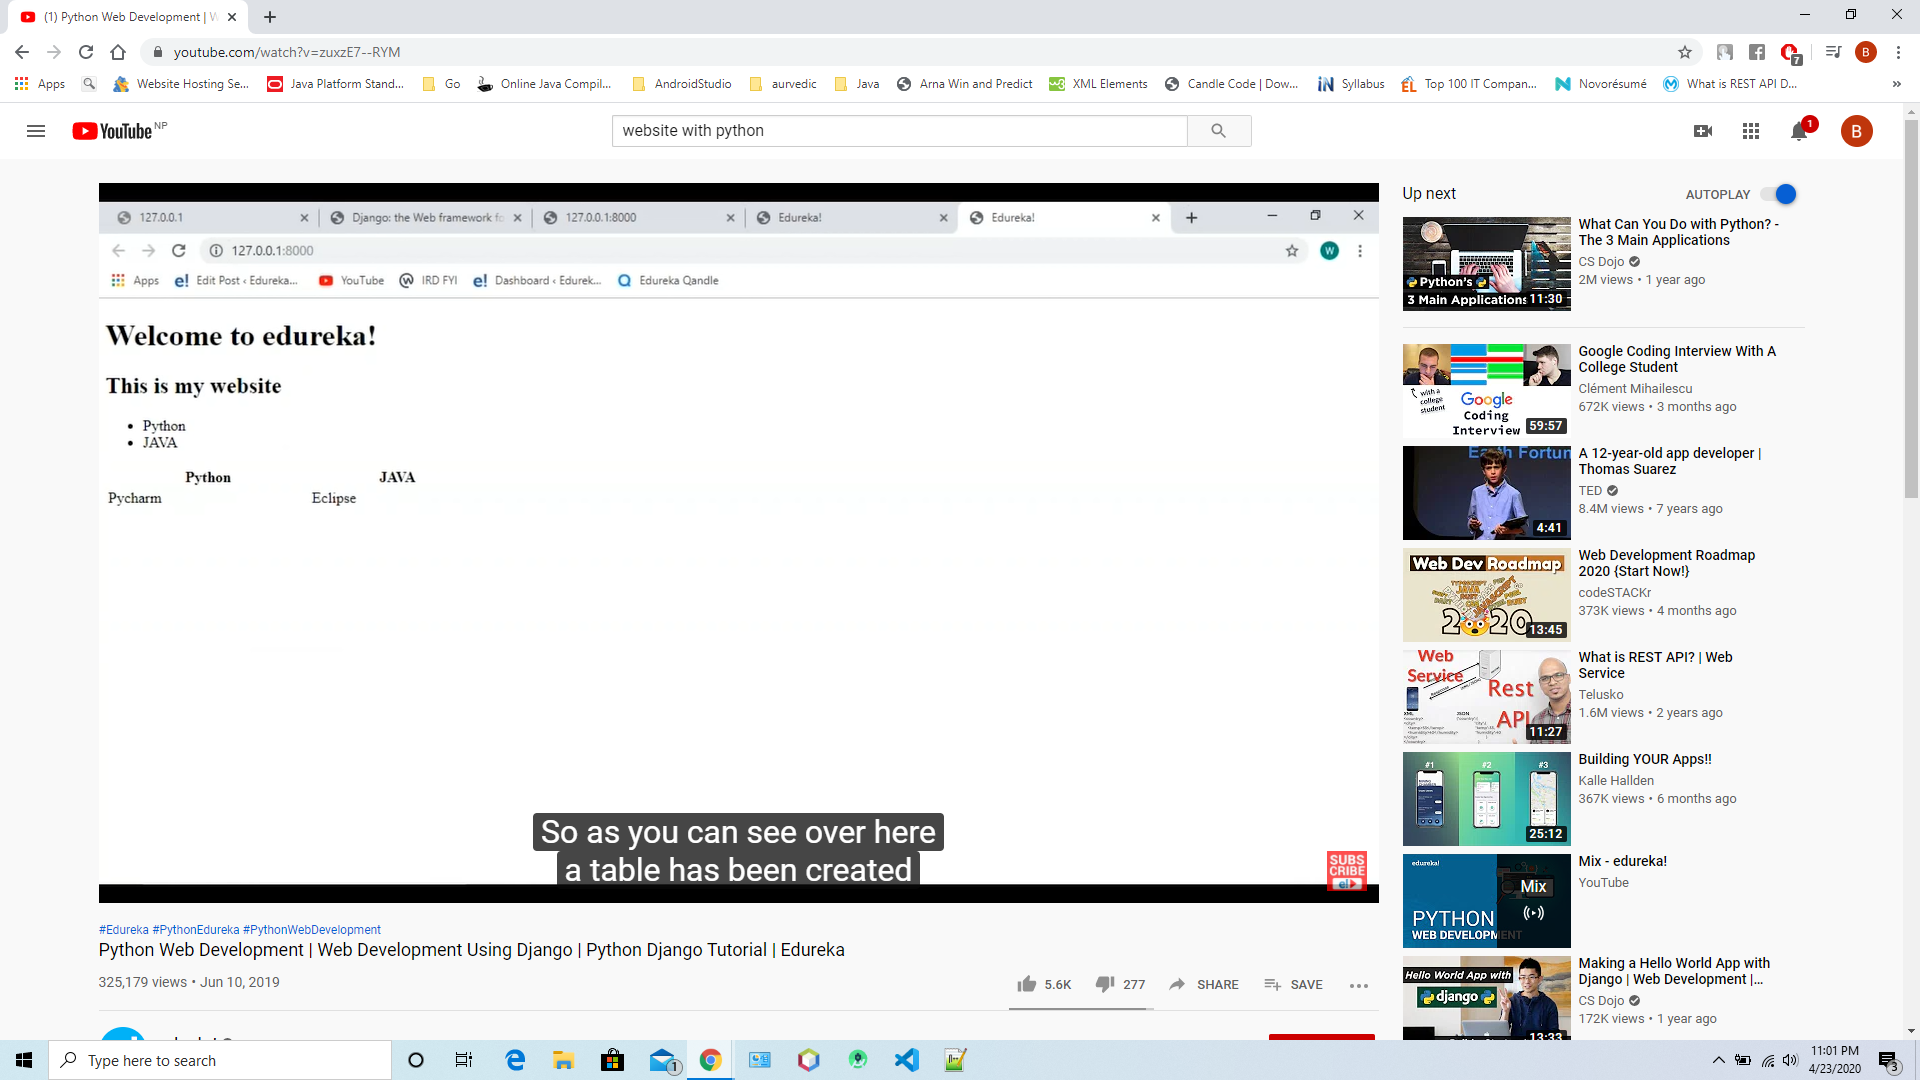 (1) Python Web Development | W
youtube.com/watch?v=zuxzE7--RYM
7
B
Apps
Website Hosting Se...
Java Platform Stand...
Go
Online Java Compil...
AndroidStudio
aurvedic
Java
Arna Win and Predict
XML Elements
Candle Code | Dow...
Syllabus
Top 100 IT Compan...
Novorésumé
What is REST API D...
»
YouTube NP
website with python
1
B
127.0.0.1
Django: the Web framework fo
127.0.0.1:8000
Edureka!
Edureka!
127.0.0.1:8000
W
Apps
e! Edit Post ‹ Edureka...
YouTube
IRD FYI
e! Dashboard ‹ Edurek...
Edureka Qandle
Welcome to edureka!
This is my website
• Python
• JAVA
Python JAVA
Pycharm Eclipse
So as you can see over here
a table has been created
SUBS
CRIBE
e!
#Edureka #PythonEdureka #PythonWebDevelopment
Python Web Development | Web Development Using Django | Python Django Tutorial | Edureka
325,179 views • Jun 10, 2019
5.6K
277
SHARE
SAVE
Up next
AUTOPLAY
Python's
3 Main Applications
11:30
What Can You Do with Python? -
The 3 Main Applications
CS Dojo
2M views • 1 year ago
with a
college
student
Google
Coding
Interview
59:57
Google Coding Interview With A
College Student
Clément Mihailescu
672K views • 3 months ago
Earth Fortun
4:41
A 12-year-old app developer |
Thomas Suarez
TED
8.4M views • 7 years ago
Web Dev Roadmap
2020
13:45
Web Development Roadmap
2020 {Start Now!}
codeSTACKr
373K views • 4 months ago
Web
Service
Rest
API
XML
JSON
11:27
What is REST API? | Web
Service
Telusko
1.6M views • 2 years ago
#1
#2
#3
25:12
Building YOUR Apps!!
Kalle Hallden
367K views • 6 months ago
edureka!
PYTHON
WEB DEVELOPMENT
Mix
Mix - edureka!
YouTube
Hello World App with
django
13:33
Making a Hello World App with
Django | Web Development |...
CS Dojo
172K views • 1 year ago
Type here to search
1
11:01 PM
4/23/2020
3